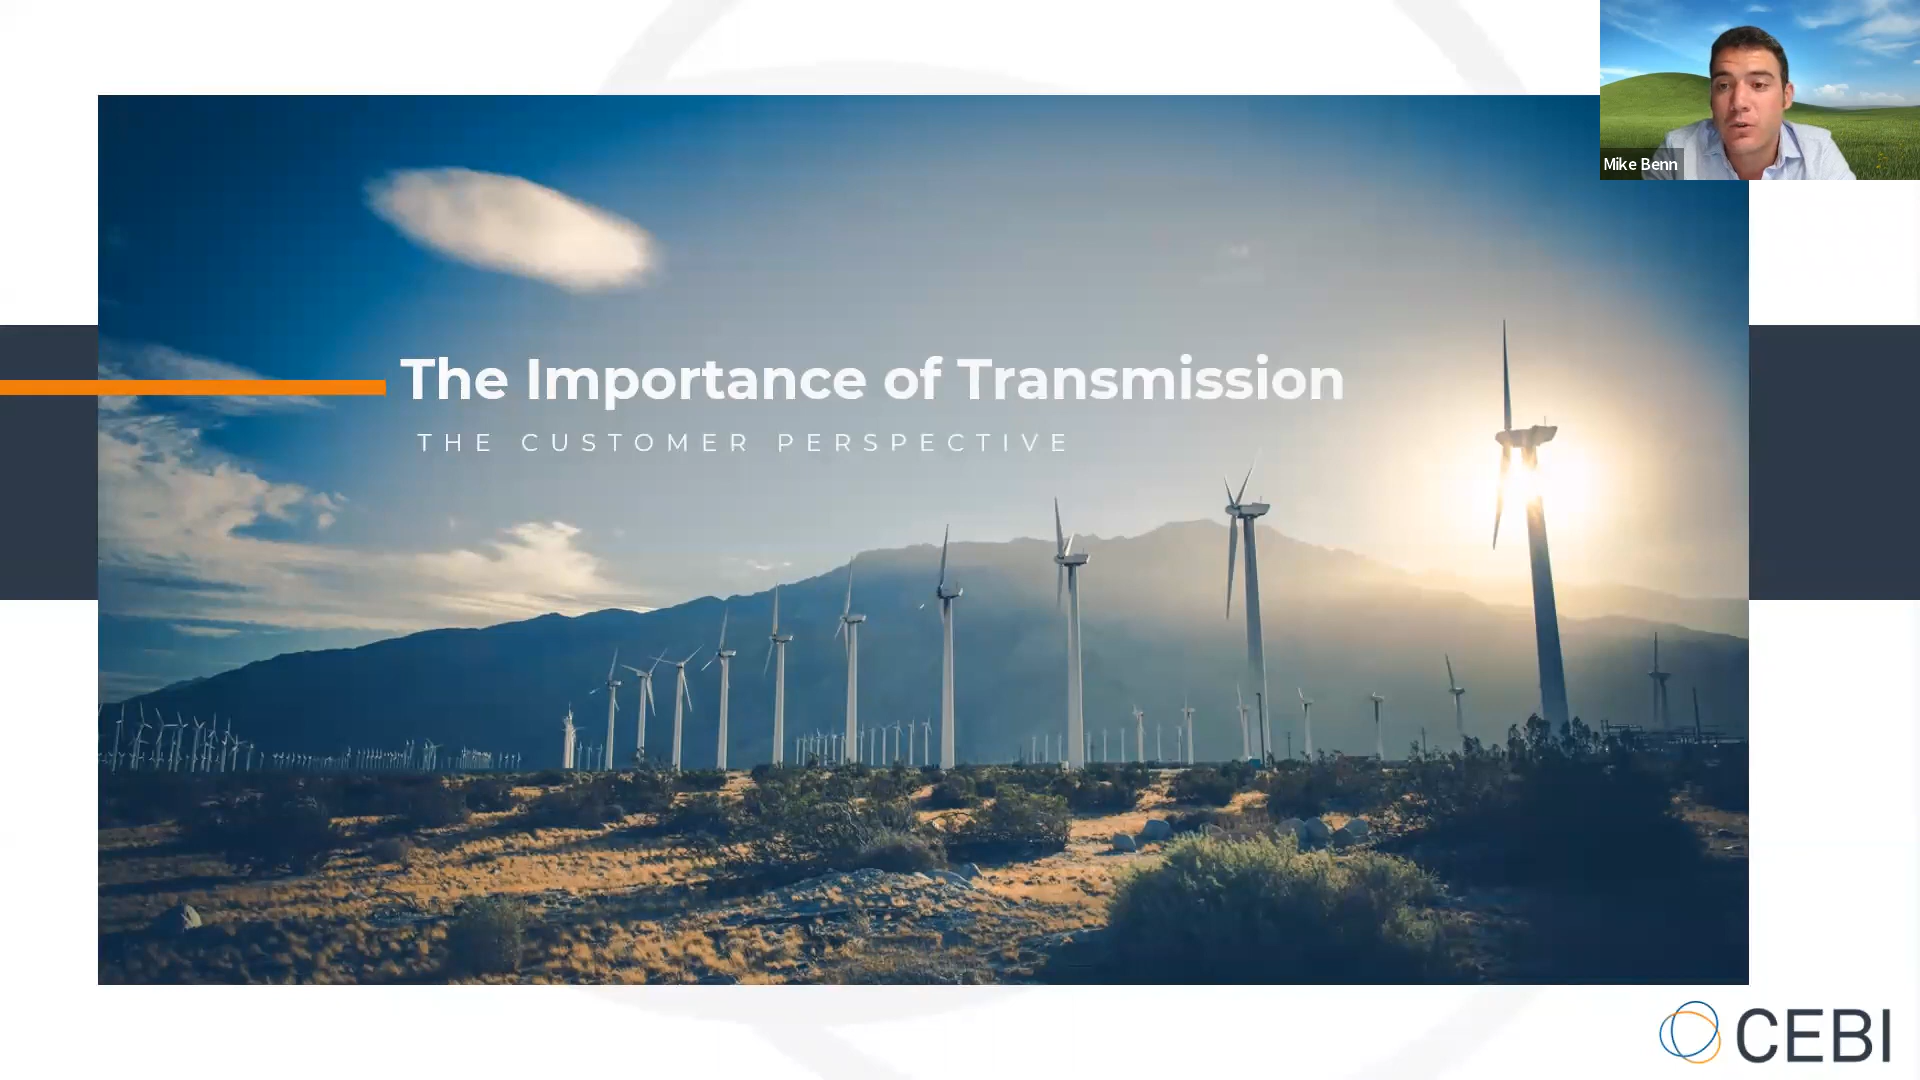 Mike Benn
The Importance of Transmission
THE CUSTOMER PERSPECTIVE
CEBI